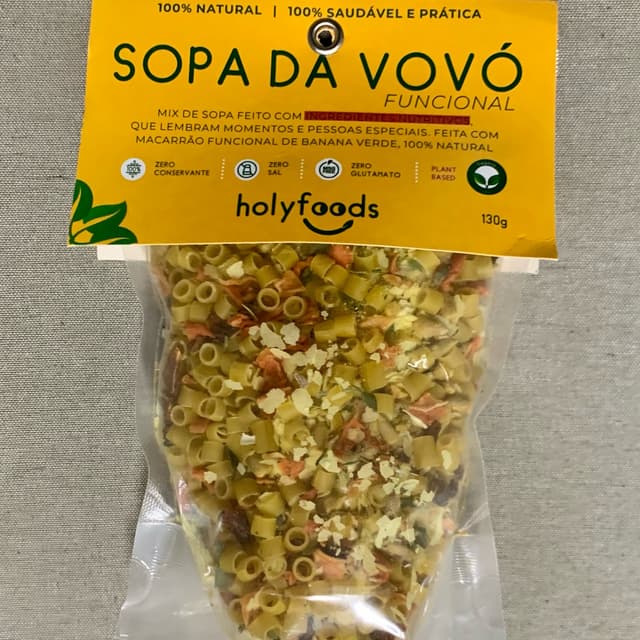 100% NATURAL | 100% SAUDÁVEL E PRÁTICA
SOPA DA VOVÓ
FUNCIONAL
MIX DE SOPA FEITO COM INGREDIENTES NUTRITIVOS,
QUE LEMBRAM MOMENTOS E PESSOAS ESPECIAIS. FEITA COM
MACARRÃO FUNCIONAL DE BANANA VERDE, 100% NATURAL
ZERO
CONSERVANTE
ZERO
SAL
ZERO
GLUTAMATO
PLANT
BASED
holyfoods
130g